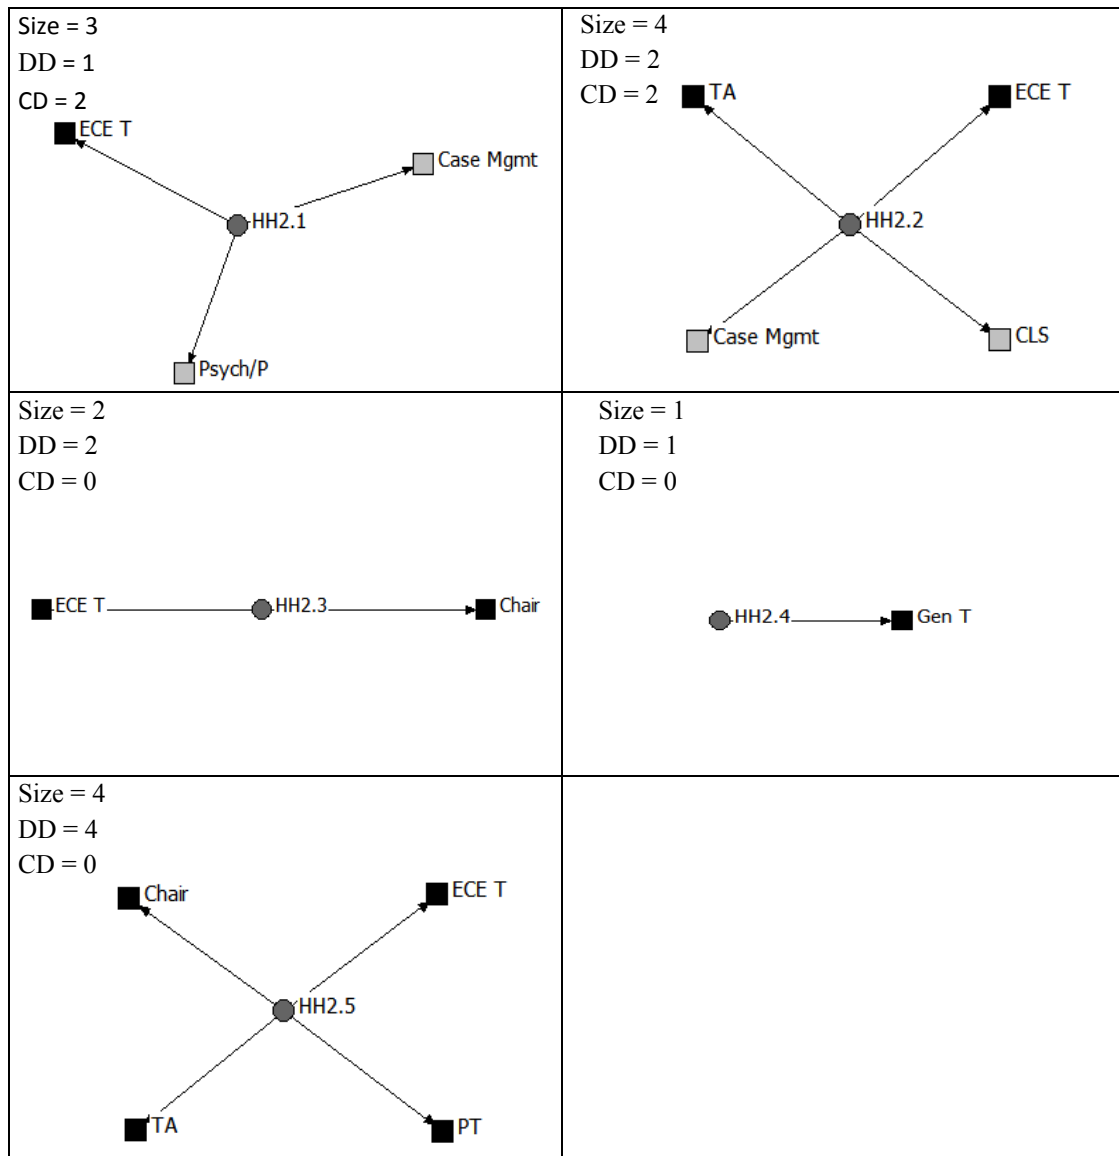 Size = 3
DD = 1
CD = 2
ECE T
Case Mgmt
HH2.1
Psych/P
Size = 4
DD = 2
CD = 2
TA
ECE T
HH2.2
Case Mgmt
CLS
Size = 2
DD = 2
CD = 0
ECE T
HH2.3
Chair
Size = 1
DD = 1
CD = 0
HH2.4
Gen T
Size = 4
DD = 4
CD = 0
Chair
ECE T
HH2.5
TA
PT